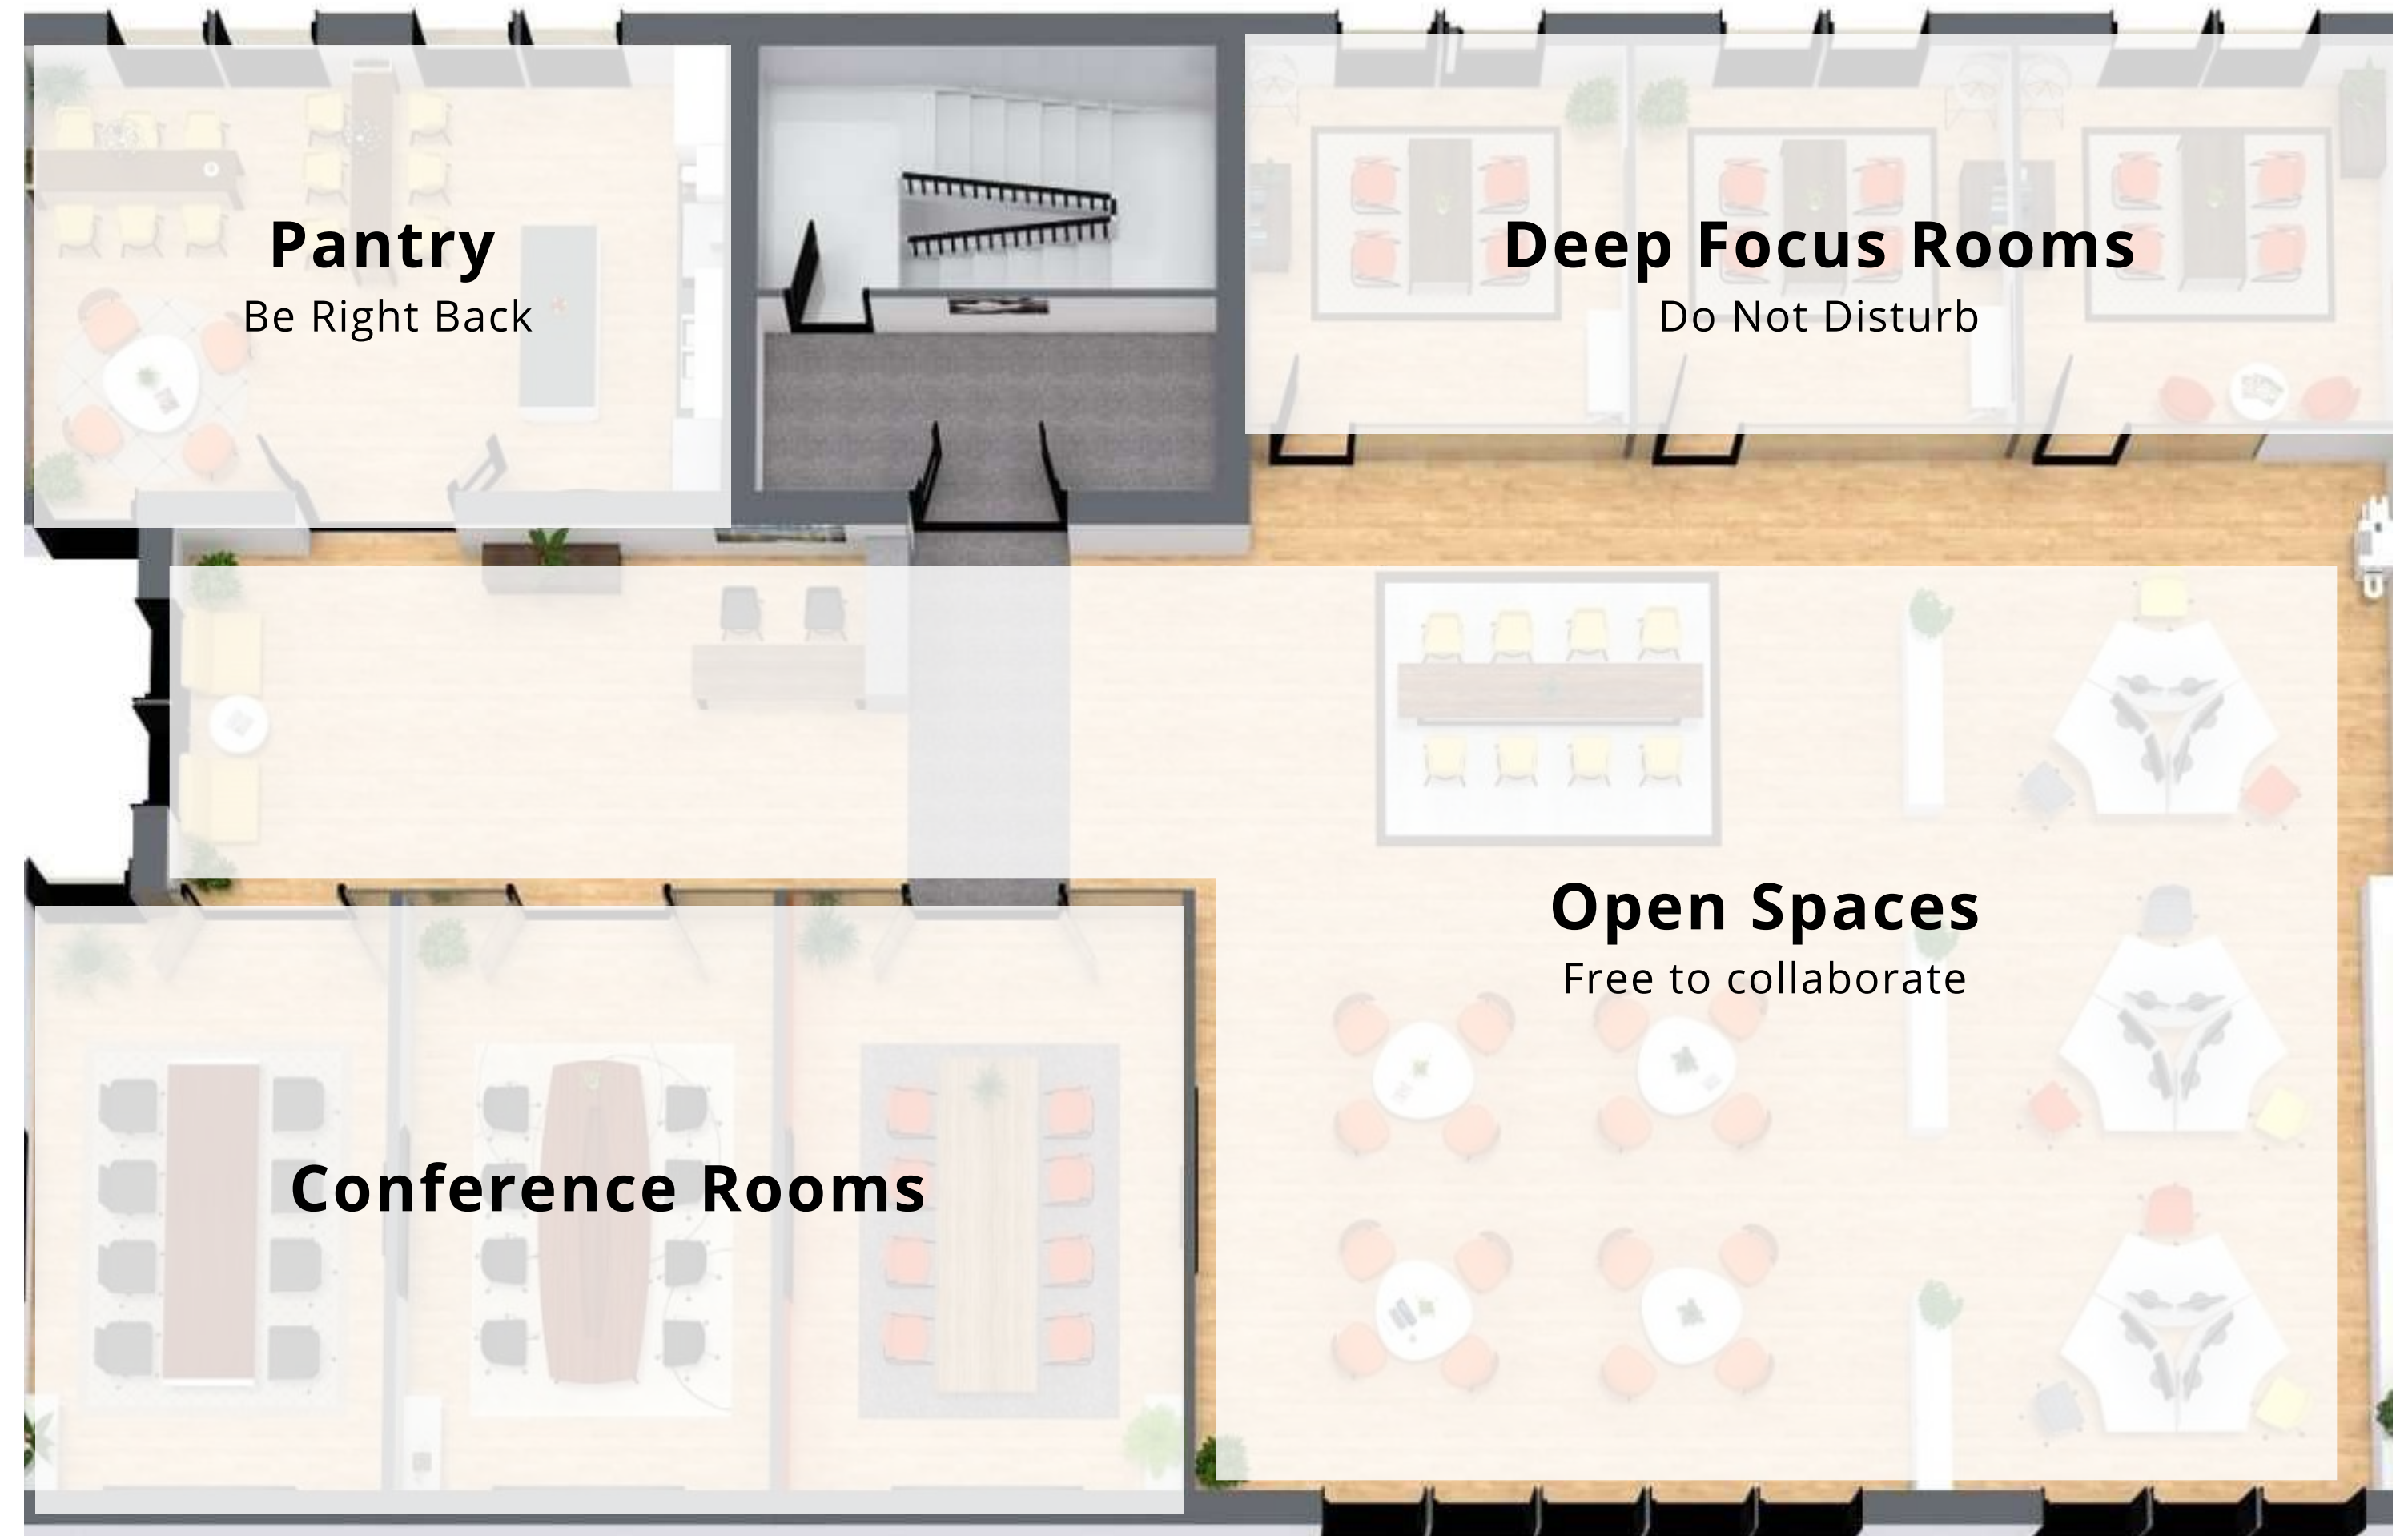 Pantry
Be Right Back
Deep Focus Rooms
Do Not Disturb
Open Spaces
Free to collaborate
Conference Rooms